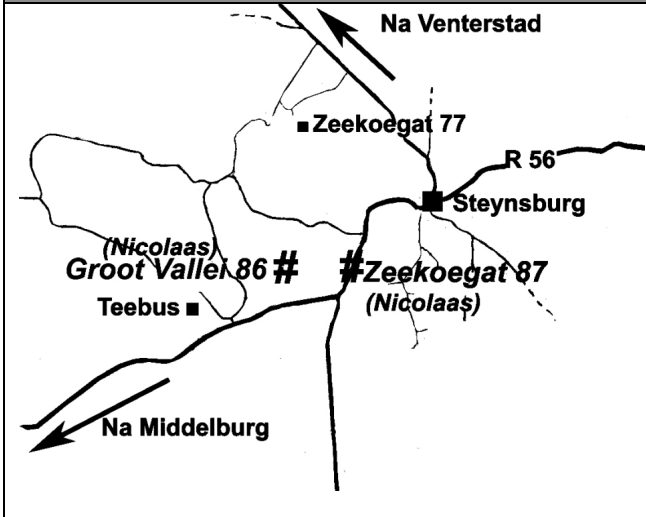 Na Venterstad
Zeekoegat 77
R 56
Steynsburg
(Nicolaas)
Groot Vallei 86 #
# Zeekoegat 87
(Nicolaas)
Teebus
Na Middelburg